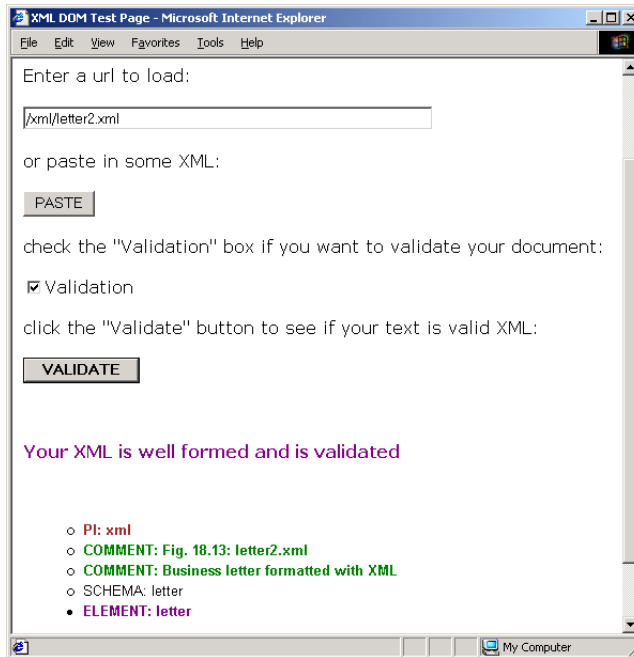 XML DOM Test Page - Microsoft Internet Explorer
File Edit View Favorites Tools Help
Enter a url to load:
/xml/letter2.xml
or paste in some XML:
PASTE
check the "Validation" box if you want to validate your document:
Validation
click the "Validate" button to see if your text is valid XML:
VALIDATE
Your XML is well formed and is validated
PI: xml
COMMENT: Fig. 18.13: letter2.xml
COMMENT: Business letter formatted with XML
SCHEMA: letter
ELEMENT: letter
My Computer